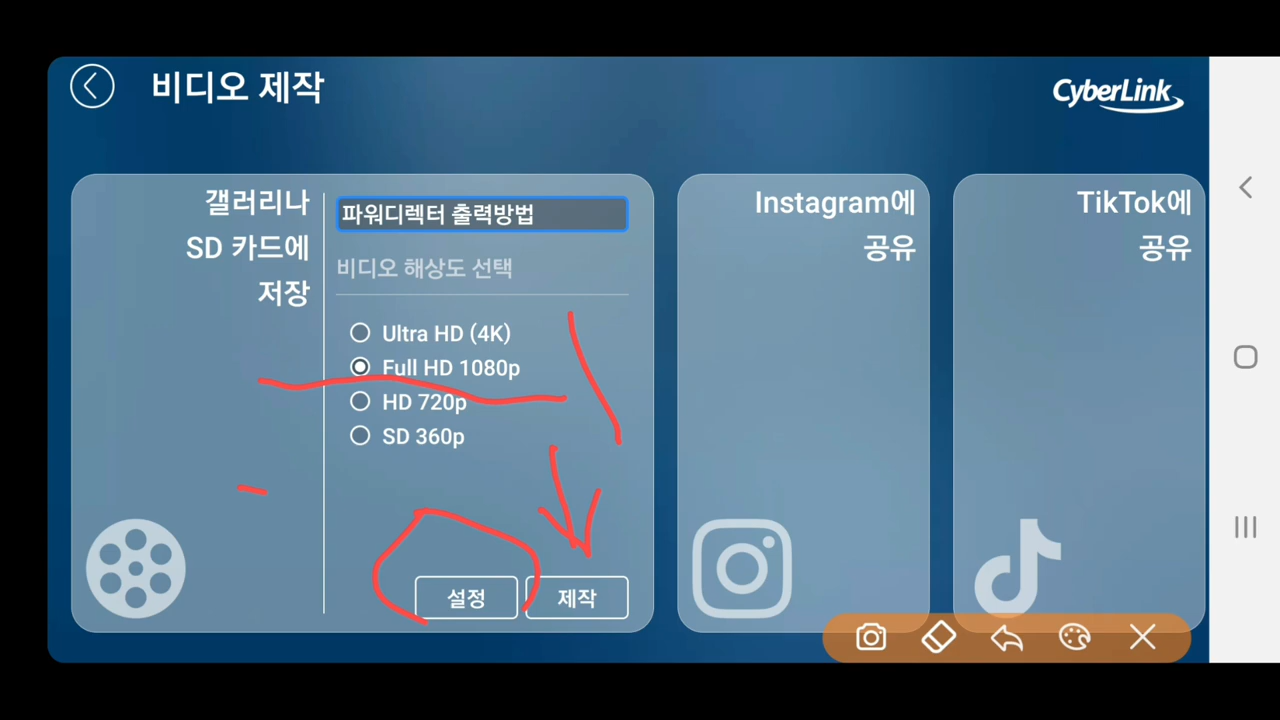 비디오 제작
CyberLink
갤러리나
SD 카드에
저장
파워디렉터 출력방법
비디오 해상도 선택
Ultra HD (4K)
Full HD 1080p
HD 720p
SD 360p
설정
제작
Instagram에
공유
TikTok에
공유